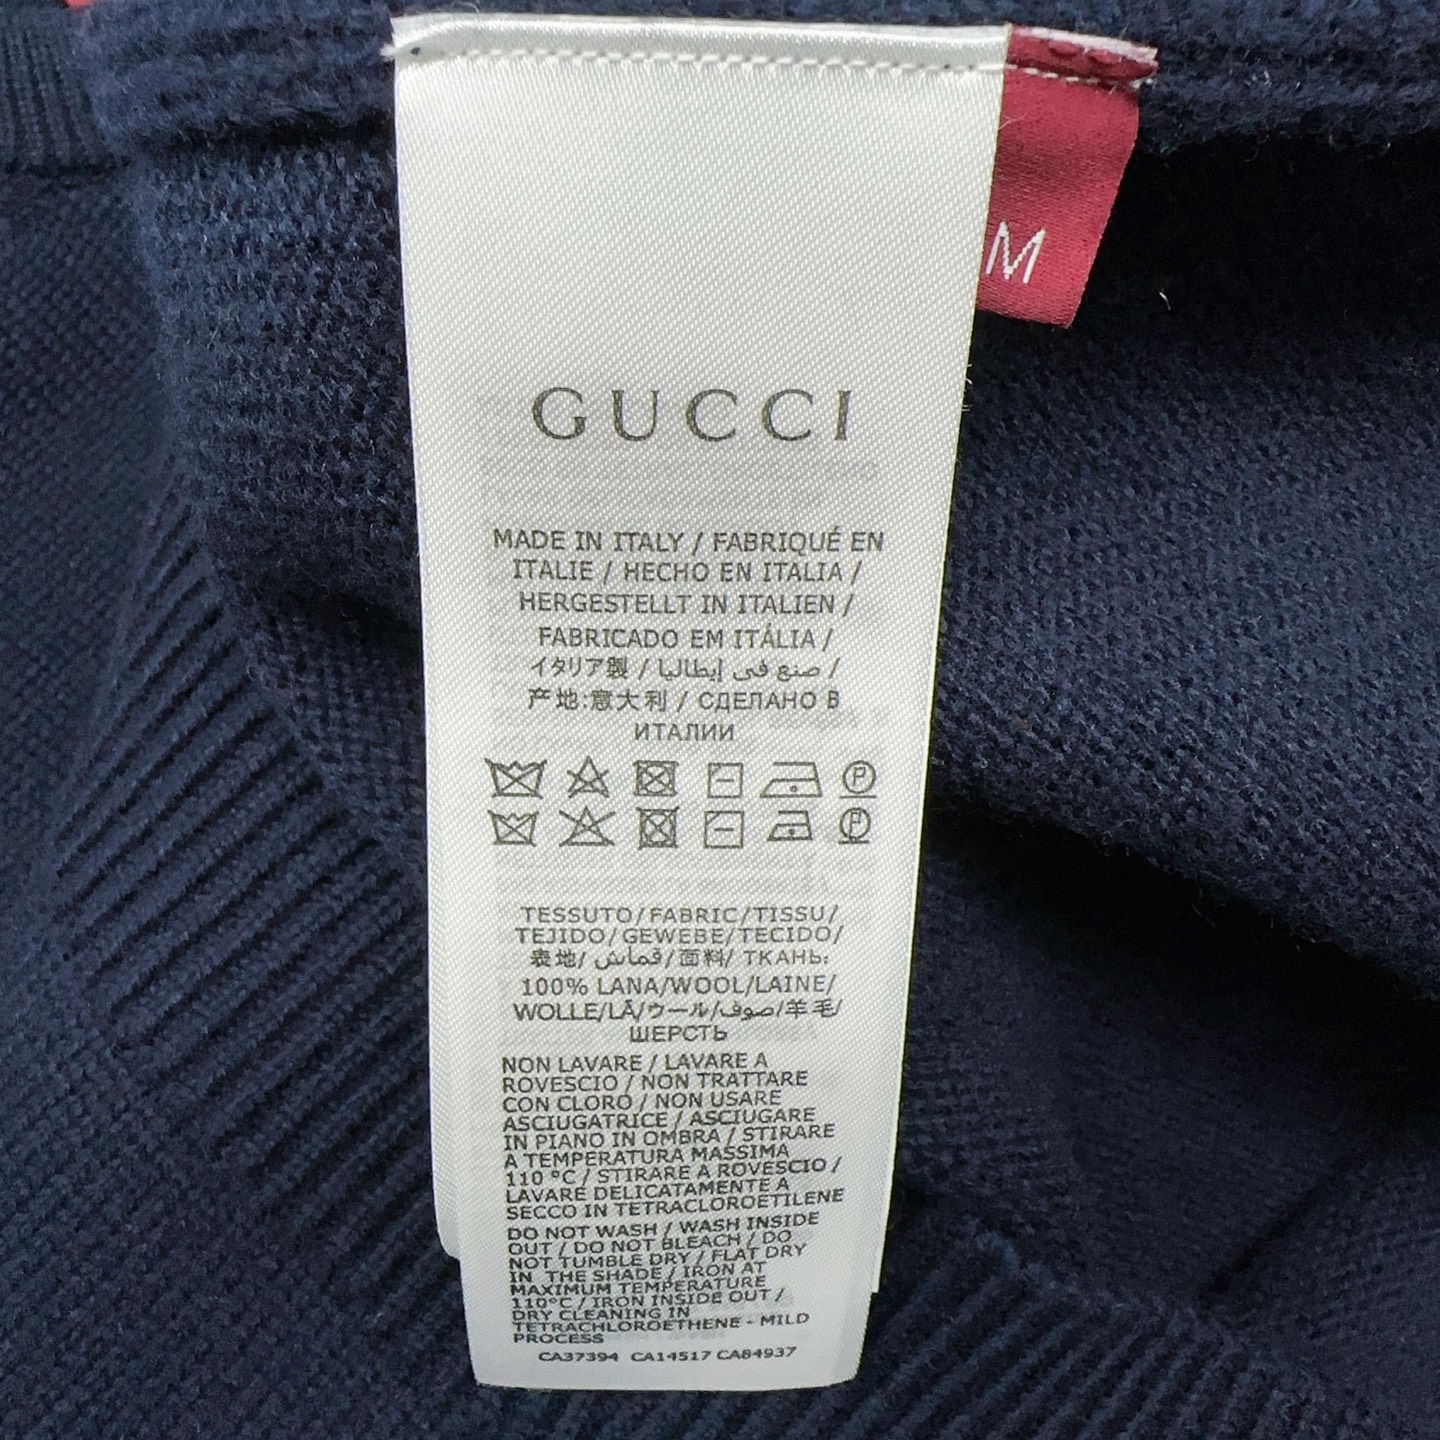 M
GUCCI
MADE IN ITALY / FABRIQUÉ EN
ITALIE / HECHO EN ITALIA /
HERGESTELLT IN ITALIEN /
FABRICADO EM ITÁLIA /
イタリア製 / صنع في إيطاليا /
产地:意大利 / СДЕЛАНО В
ИТАЛИИ
P
P
TESSUTO/FABRIC/TISSU/
TEJIDO/GEWEBE/TECIDO/
表地/ قماش/面料/ ТКАНЬ:
100% LANA/WOOL/LAINE/
WOLLE/LÃ/ウール/صوف/羊毛/
ШЕРСТЬ
NON LAVARE / LAVARE A
ROVESCIO / NON TRATTARE
CON CLORO / NON USARE
ASCIUGATRICE / ASCIUGARE
IN PIANO IN OMBRA / STIRARE
A TEMPERATURA MASSIMA
110 °C / STIRARE A ROVESCIO /
LAVARE DELICATAMENTE A
SECCO IN TETRACLOROETILENE
DO NOT WASH / WASH INSIDE
OUT / DO NOT BLEACH / DO
NOT TUMBLE DRY / FLAT DRY
IN THE SHADE / IRON AT
MAXIMUM TEMPERATURE
110°C / IRON INSIDE OUT /
DRY CLEANING IN
TETRACHLOROETHENE - MILD
PROCESS
CA37394 CA14517 CA84937